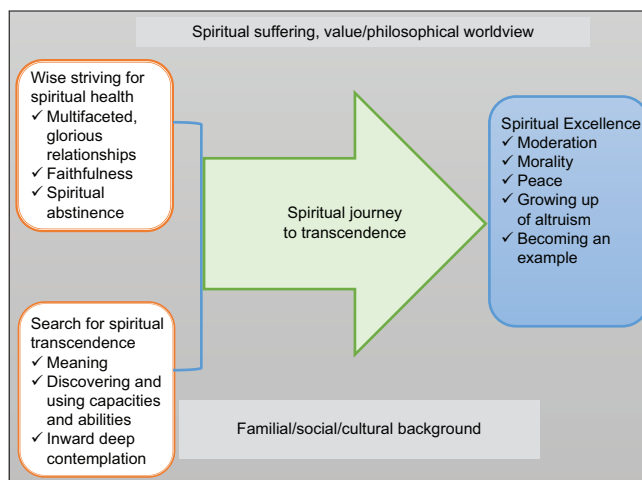 Spiritual suffering, value/philosophical worldview
Wise striving for
spiritual health
✓ Multifaceted,
glorious
relationships
✓ Faithfulness
✓ Spiritual
abstinence
Search for spiritual
transcendence
✓ Meaning
✓ Discovering and
using capacities
and abilities
✓ Inward deep
contemplation
Spiritual journey
to transcendence
Spiritual Excellence
✓ Moderation
✓ Morality
✓ Peace
✓ Growing up
of altruism
✓ Becoming an
example
Familial/social/cultural background